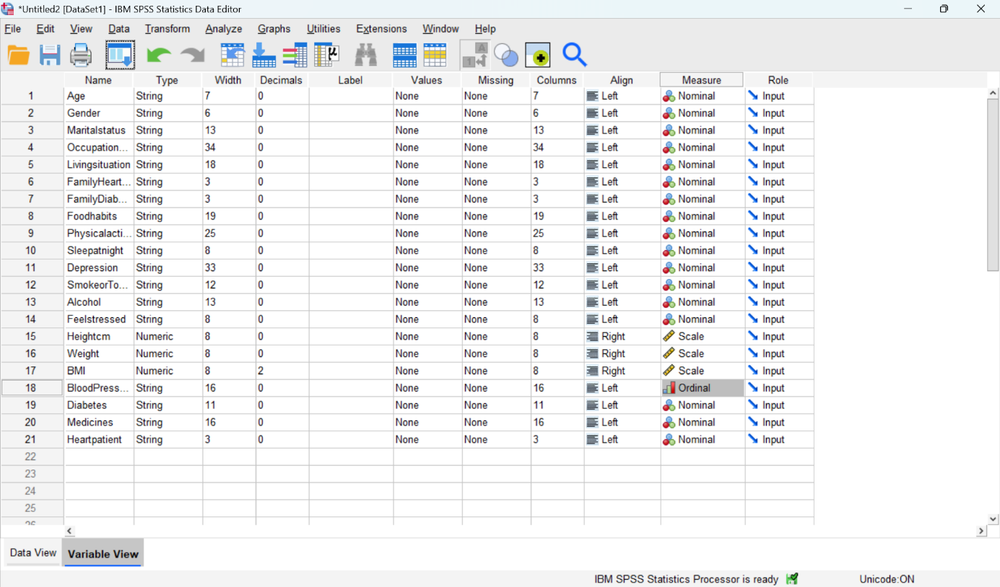 *Untitled2 [DataSet1] - IBM SPSS Statistics Data Editor
File Edit View Data Transform Analyze Graphs Utilities Extensions Window Help
Name Type Width Decimals Label Values Missing Columns Align Measure Role
1 Age String 7 0 None None 7 Left Nominal Input
2 Gender String 6 0 None None 6 Left Nominal Input
3 Maritalstatus String 13 0 None None 13 Left Nominal Input
4 Occupation... String 34 0 None None 34 Left Nominal Input
5 Livingsituation String 18 0 None None 18 Left Nominal Input
6 FamilyHeart... String 3 0 None None 3 Left Nominal Input
7 FamilyDiab... String 3 0 None None 3 Left Nominal Input
8 Foodhabits String 19 0 None None 19 Left Nominal Input
9 Physicalacti... String 25 0 None None 25 Left Nominal Input
10 Sleepatnight String 8 0 None None 8 Left Nominal Input
11 Depression String 33 0 None None 33 Left Nominal Input
12 SmokeorTo... String 12 0 None None 12 Left Nominal Input
13 Alcohol String 13 0 None None 13 Left Nominal Input
14 Feelstressed String 8 0 None None 8 Left Nominal Input
15 Heightcm Numeric 8 0 None None 8 Right Scale Input
16 Weight Numeric 8 0 None None 8 Right Scale Input
17 BMI Numeric 8 2 None None 8 Right Scale Input
18 BloodPress... String 16 0 None None 16 Left Ordinal Input
19 Diabetes String 11 0 None None 11 Left Nominal Input
20 Medicines String 16 0 None None 16 Left Nominal Input
21 Heartpatient String 3 0 None None 3 Left Nominal Input
22
23
24
25
26
Data View Variable View
IBM SPSS Statistics Processor is ready Unicode:ON